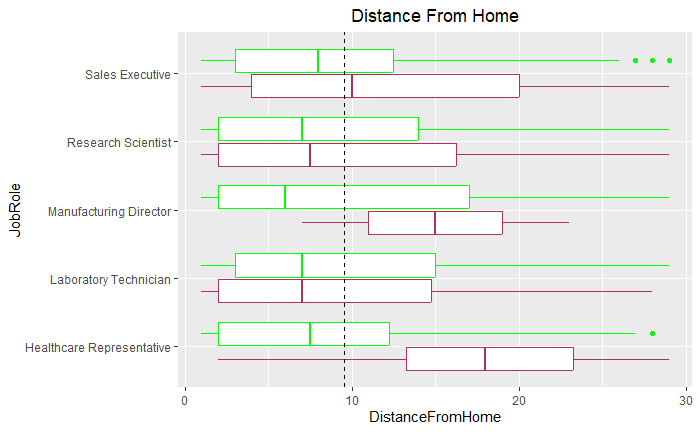 Distance From Home
JobRole
Sales Executive
Research Scientist
Manufacturing Director
Laboratory Technician
Healthcare Representative
0 10 20 30
DistanceFromHome